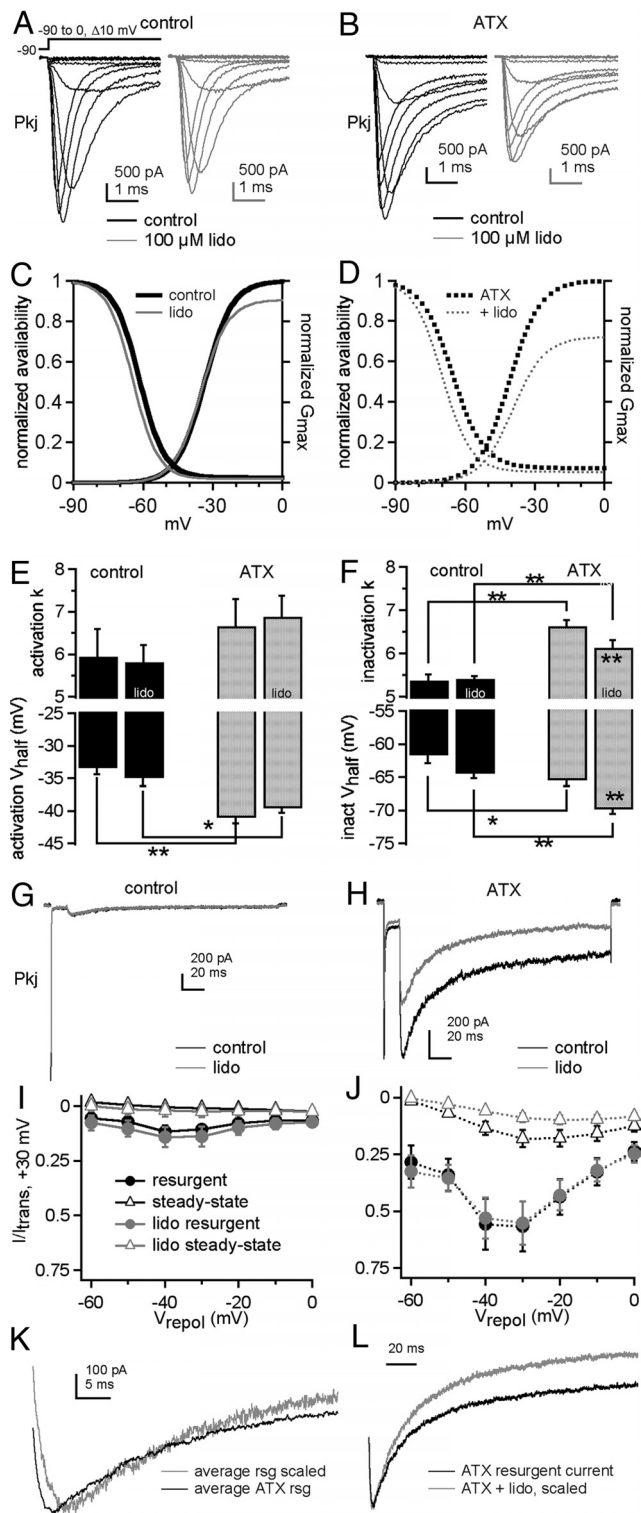 A
control
-90 to 0, Δ10 mV
-90
Pkj
500 pA
1 ms
500 pA
1 ms
control
100 µM lido
B
ATX
Pkj
500 pA
1 ms
500 pA
1 ms
control
100 µM lido
C
normalized availability
1
0.8
0.6
0.4
0.2
0
control
lido
normalized Gmax
-90
-60
-30
0
mV
D
normalized availability
1
0.8
0.6
0.4
0.2
0
ATX
+ lido
normalized Gmax
-90
-60
-30
0
mV
E
control
ATX
activation k
8
7
6
5
lido
lido
activation Vhalf (mV)
-25
-30
-35
-40
-45
*
**
F
control
ATX
inactivation k
8
7
6
5
**
**
**
lido
lido
inact Vhalf (mV)
-55
-60
-65
-70
-75
**
*
**
G
control
Pkj
200 pA
20 ms
control
lido
H
ATX
200 pA
20 ms
control
lido
I
I/Itrans, +30 mV
0
0.25
0.5
0.75
resurgent
steady-state
lido resurgent
lido steady-state
-60
-40
-20
0
Vrepol (mV)
J
0
0.25
0.5
0.75
-60
-40
-20
0
Vrepol (mV)
K
100 pA
5 ms
average rsg scaled
average ATX rsg
L
20 ms
ATX resurgent current
ATX + lido, scaled